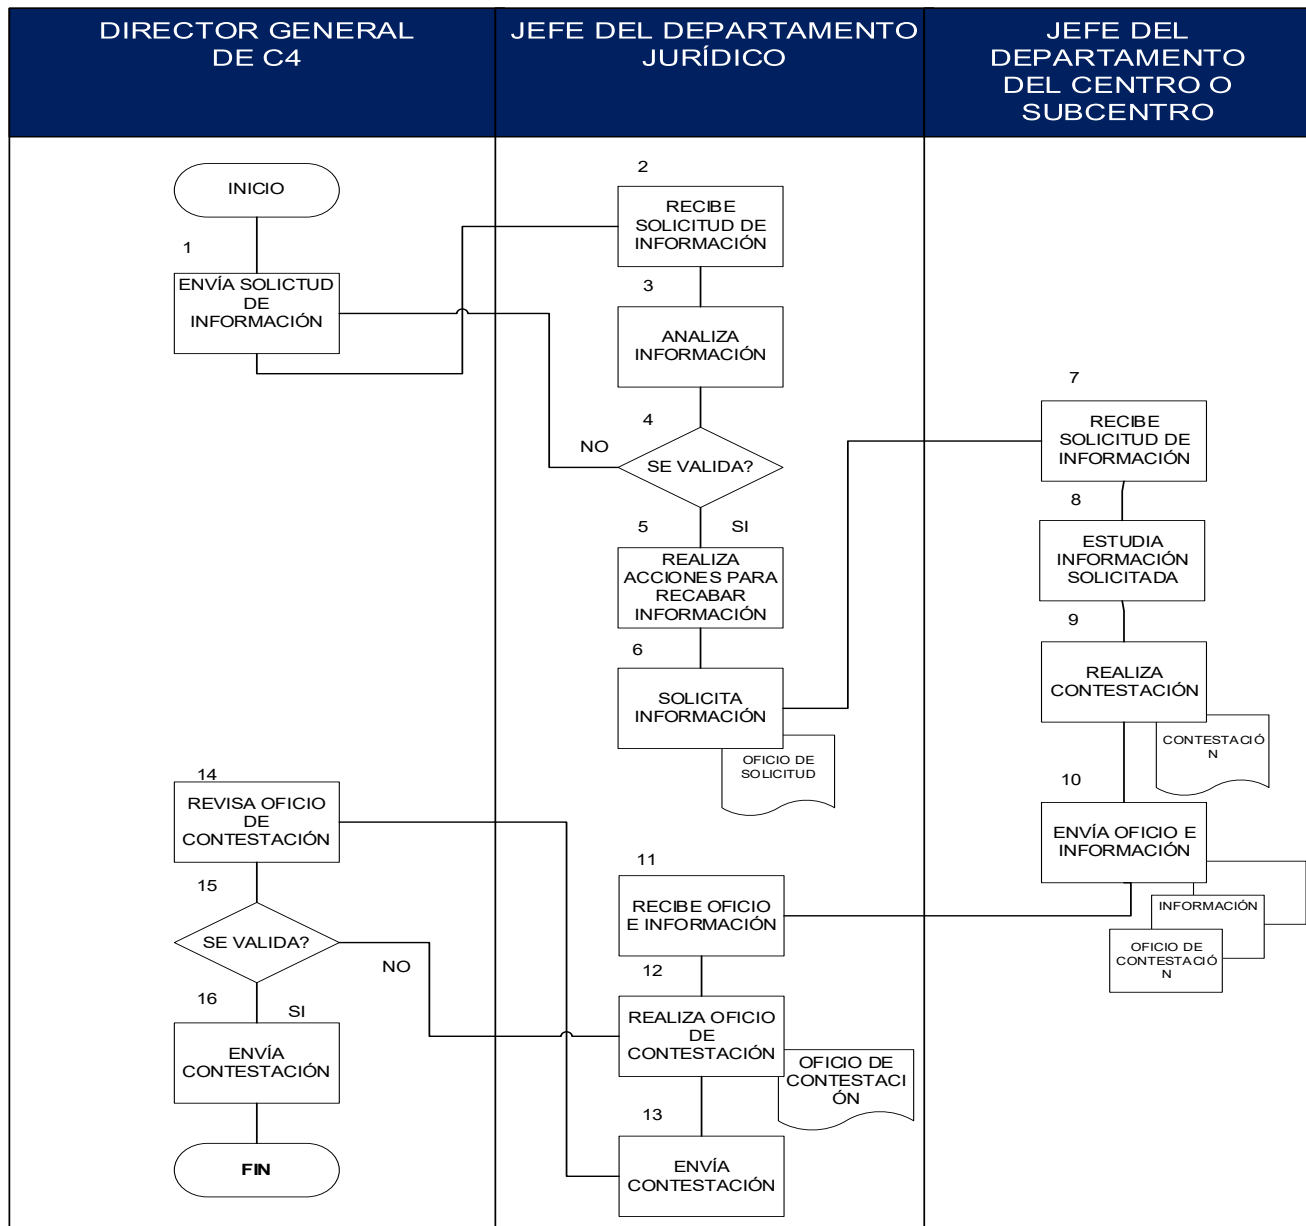 DIRECTOR GENERAL
DE C4
JEFE DEL DEPARTAMENTO
JURÍDICO
JEFE DEL
DEPARTAMENTO
DEL CENTRO O
SUBCENTRO
INICIO
1
ENVÍA SOLICTUD
DE
INFORMACIÓN
2
RECIBE
SOLICITUD DE
INFORMACIÓN
3
ANALIZA
INFORMACIÓN
4
NO
SE VALIDA?
5
SI
REALIZA
ACCIONES PARA
RECABAR
INFORMACIÓN
6
SOLICITA
INFORMACIÓN
OFICIO DE
SOLICITUD
7
RECIBE
SOLICITUD DE
INFORMACIÓN
8
ESTUDIA
INFORMACIÓN
SOLICITADA
9
REALIZA
CONTESTACIÓN
CONTESTACIÓ
N
10
ENVÍA OFICIO E
INFORMACIÓN
INFORMACIÓN
OFICIO DE
CONTESTACIÓ
N
11
RECIBE OFICIO
E INFORMACIÓN
12
REALIZA OFICIO
DE
CONTESTACIÓN
OFICIO DE
CONTESTACI
ÓN
13
ENVÍA
CONTESTACIÓN
14
REVISA OFICIO
DE
CONTESTACIÓN
15
SE VALIDA?
NO
16
SI
ENVÍA
CONTESTACIÓN
FIN